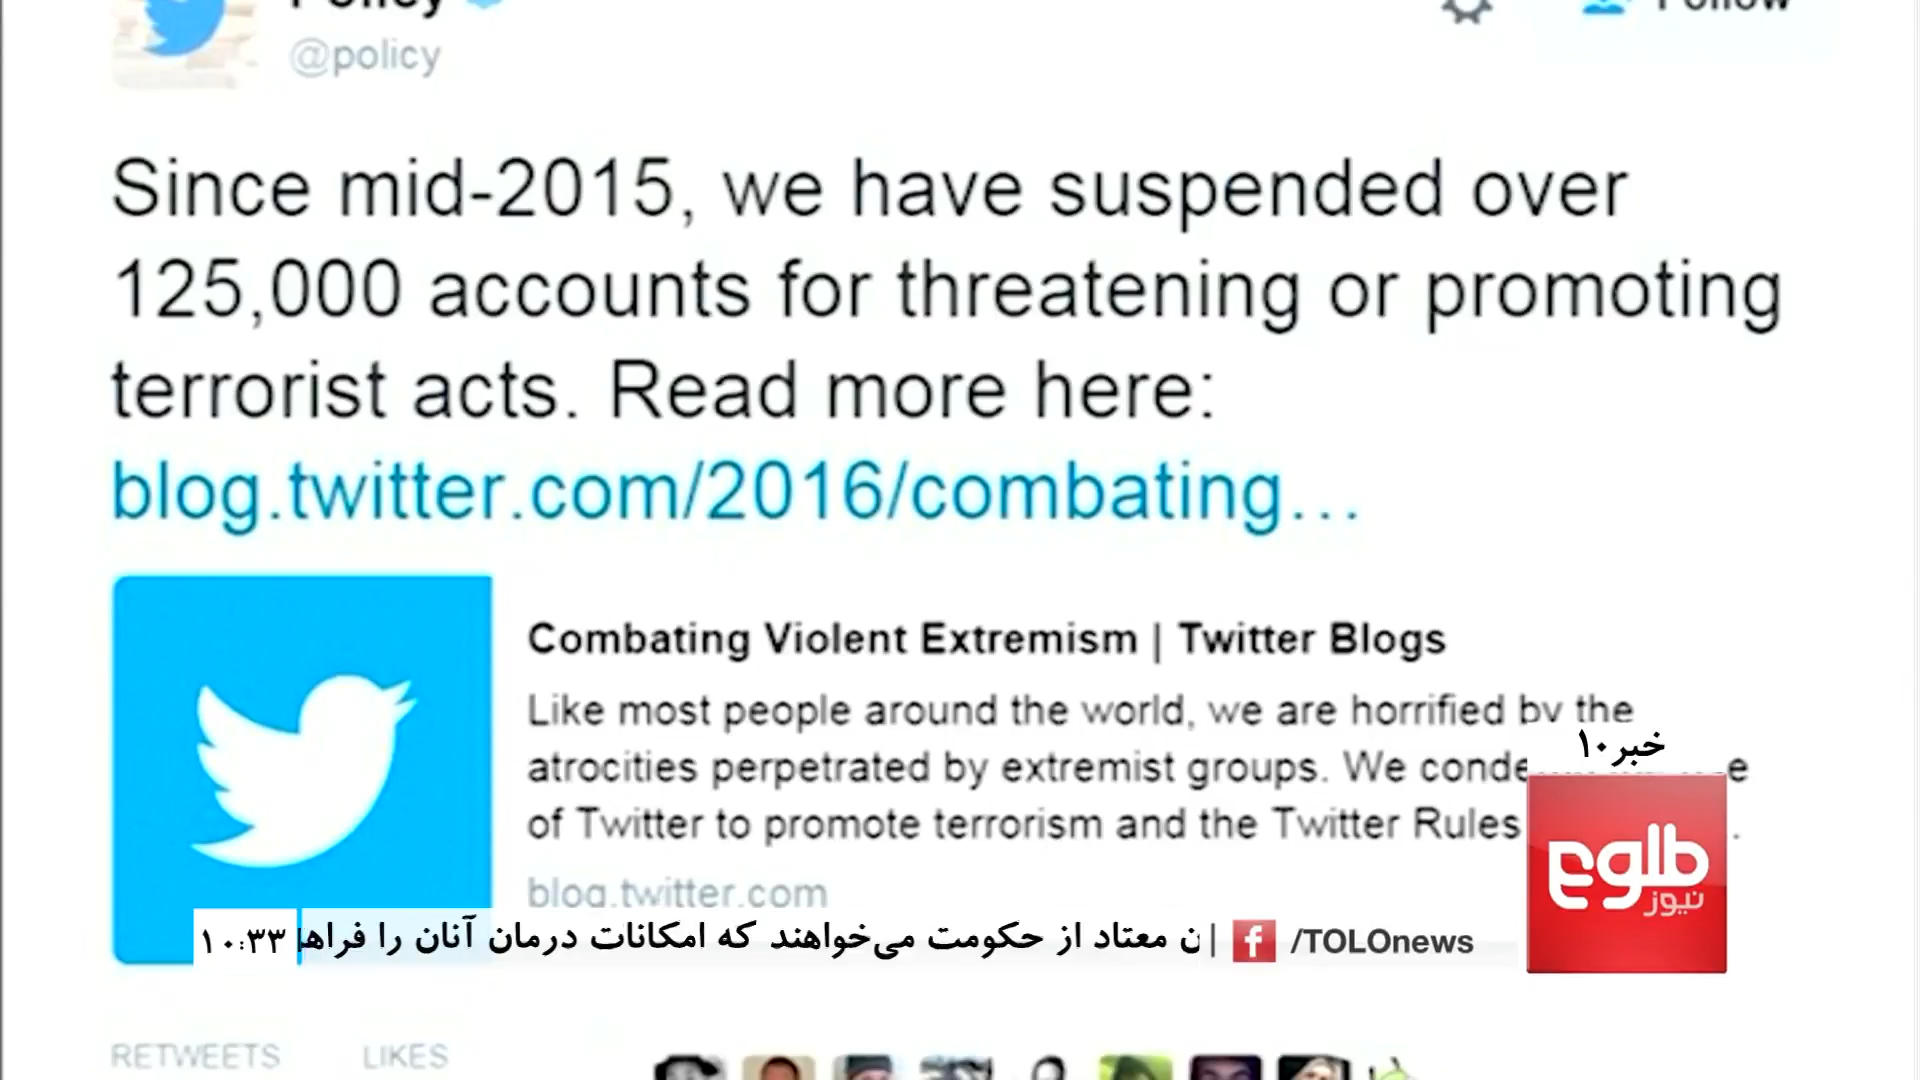 Policy
Follow
@policy
Since mid-2015, we have suspended over
125,000 accounts for threatening or promoting
terrorist acts. Read more here:
blog.twitter.com/2016/combating...
Combating Violent Extremism | Twitter Blogs
Like most people around the world, we are horrified by the
atrocities perpetrated by extremist groups. We
of Twitter to promote terrorism and the Twitter Rules
blog.twitter.com
خبر۱۰
طلوع
نیوز
۱۰:۳۳
ن معتاد از حکومت می‌خواهند که امکانات درمان آنان را
| f /TOLOnews
RETWEETS LIKES